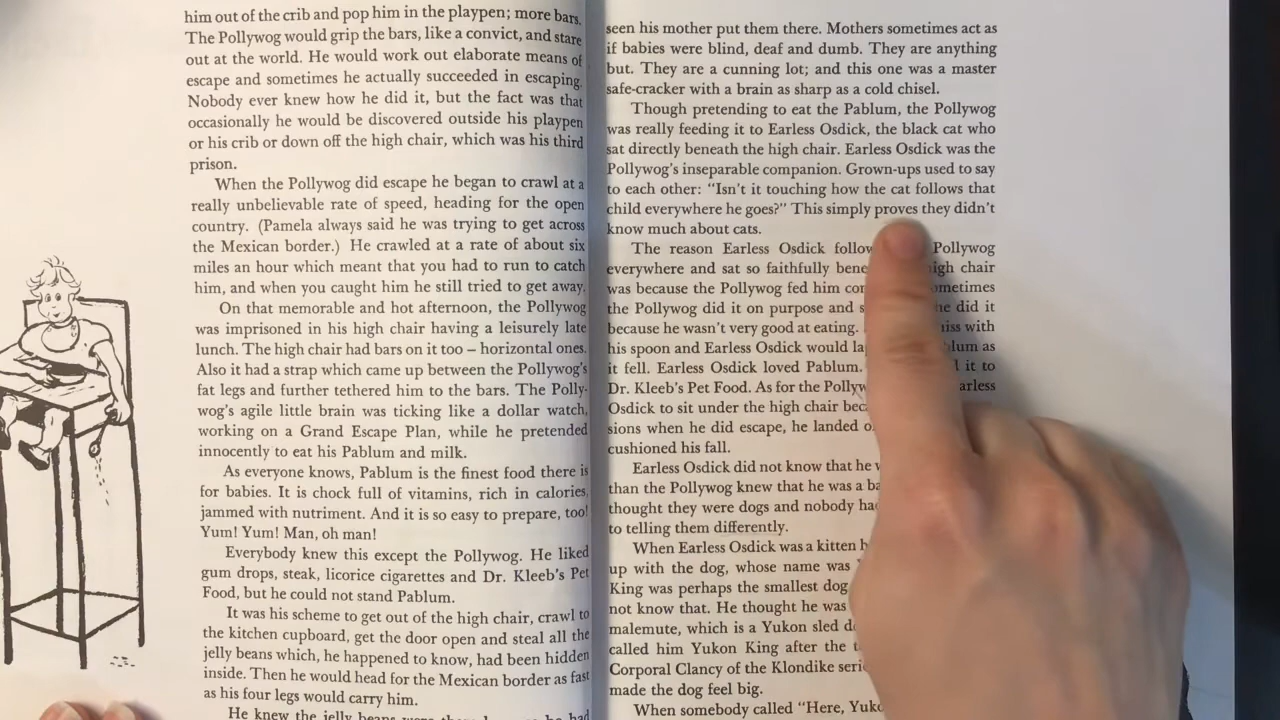 him out of the crib and pop him in the playpen; more bars.
The Pollywog would grip the bars, like a convict, and stare
out at the world. He would work out elaborate means of
escape and sometimes he actually succeeded in escaping.
Nobody ever knew how he did it, but the fact was that
occasionally he would be discovered outside his playpen
or his crib or down off the high chair, which was his third
prison.
When the Pollywog did escape he began to crawl at a
really unbelievable rate of speed, heading for the open
country. (Pamela always said he was trying to get across
the Mexican border.) He crawled at a rate of about six
miles an hour which meant that you had to run to catch
him, and when you caught him he still tried to get away.
On that memorable and hot afternoon, the Pollywog
was imprisoned in his high chair having a leisurely late
lunch. The high chair had bars on it too – horizontal ones.
Also it had a strap which came up between the Pollywog's
fat legs and further tethered him to the bars. The Polly-
wog's agile little brain was ticking like a dollar watch,
working on a Grand Escape Plan, while he pretended
innocently to eat his Pablum and milk.
As everyone knows, Pablum is the finest food there is
for babies. It is chock full of vitamins, rich in calories,
jammed with nutriment. And it is so easy to prepare, too!
Yum! Yum! Man, oh man!
Everybody knew this except the Pollywog. He liked
gum drops, steak, licorice cigarettes and Dr. Kleeb's Pet
Food, but he could not stand Pablum.
It was his scheme to get out of the high chair, crawl to
the kitchen cupboard, get the door open and steal all the
jelly beans which, he happened to know, had been hidden
inside. Then he would head for the Mexican border as fast
as his four legs would carry him.
He knew the jelly beans were had
seen his mother put them there. Mothers sometimes act as
if babies were blind, deaf and dumb. They are anything
but. They are a cunning lot; and this one was a master
safe-cracker with a brain as sharp as a cold chisel.
Though pretending to eat the Pablum, the Pollywog
was really feeding it to Earless Osdick, the black cat who
sat directly beneath the high chair. Earless Osdick was the
Pollywog's inseparable companion. Grown-ups used to say
to each other: "Isn't it touching how the cat follows that
child everywhere he goes?" This simply proves they didn't
know much about cats.
The reason Earless Osdick Pollywog
everywhere and sat so faithfully chair
was because the Pollywog fed him
the Pollywog did it on purpose and did it
because he wasn't very good at eating. with
his spoon and Earless Osdick would as
it fell. Earless Osdick loved Pablum. it to
Dr. Kleeb's Pet Food. As for the
Osdick to sit under the high chair
sions when he did escape, he landed
cushioned his fall.
Earless Osdick did not know that he
than the Pollywog knew that he was a
thought they were dogs and nobody
to telling them differently.
When Earless Osdick was a kitten
up with the dog, whose name was
King was perhaps the smallest dog
not know that. He thought he was
malemute, which is a Yukon sled
called him Yukon King after the
Corporal Clancy of the Klondike
made the dog feel big.
When somebody called "Here,